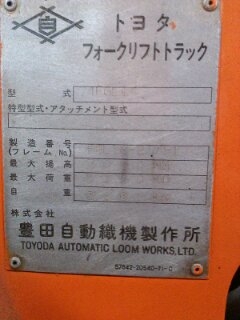 トヨタ
フォークリフトトラック
型式
特型型式・アタッチメント型式
製造番号
(フレームNo.)
最大揚高
最大荷重
自重
株式会社
豊田自動織機製作所
TOYODA AUTOMATIC LOOM WORKS, LTD.
57642-20540-71-C